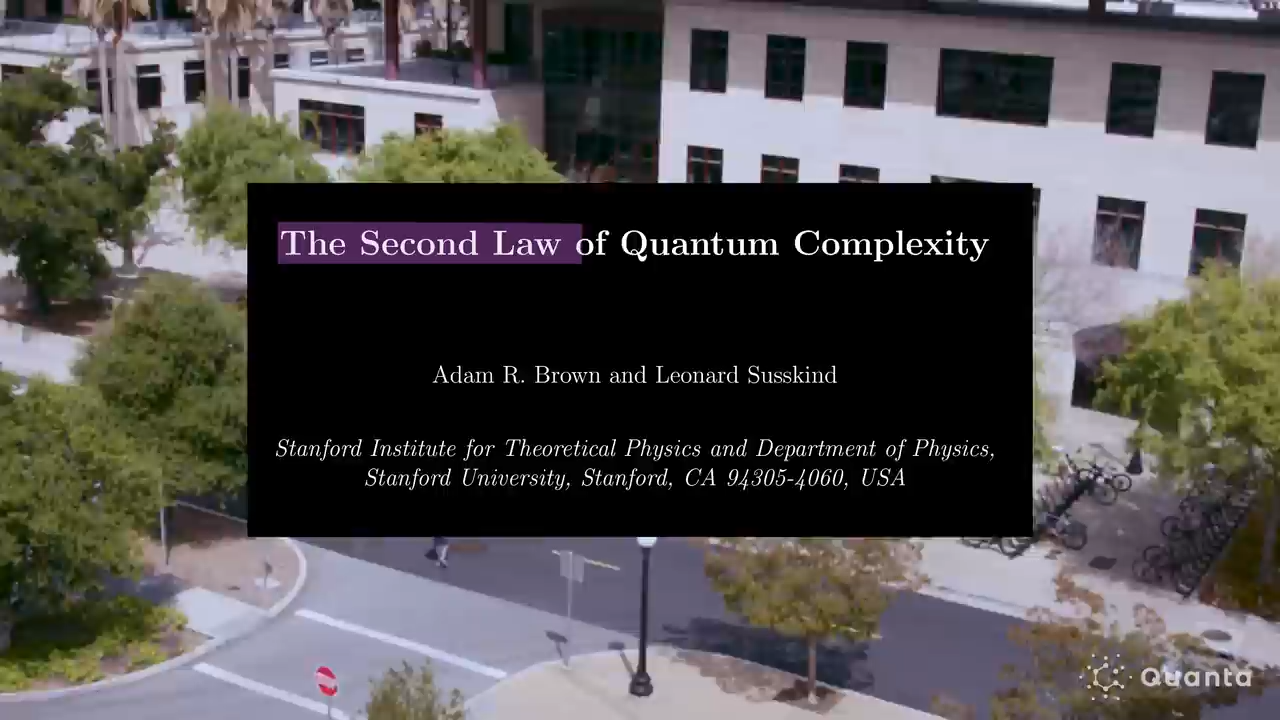 The Second Law of Quantum Complexity
Adam R. Brown and Leonard Susskind
Stanford Institute for Theoretical Physics and Department of Physics,
Stanford University, Stanford, CA 94305-4060, USA
Quanta